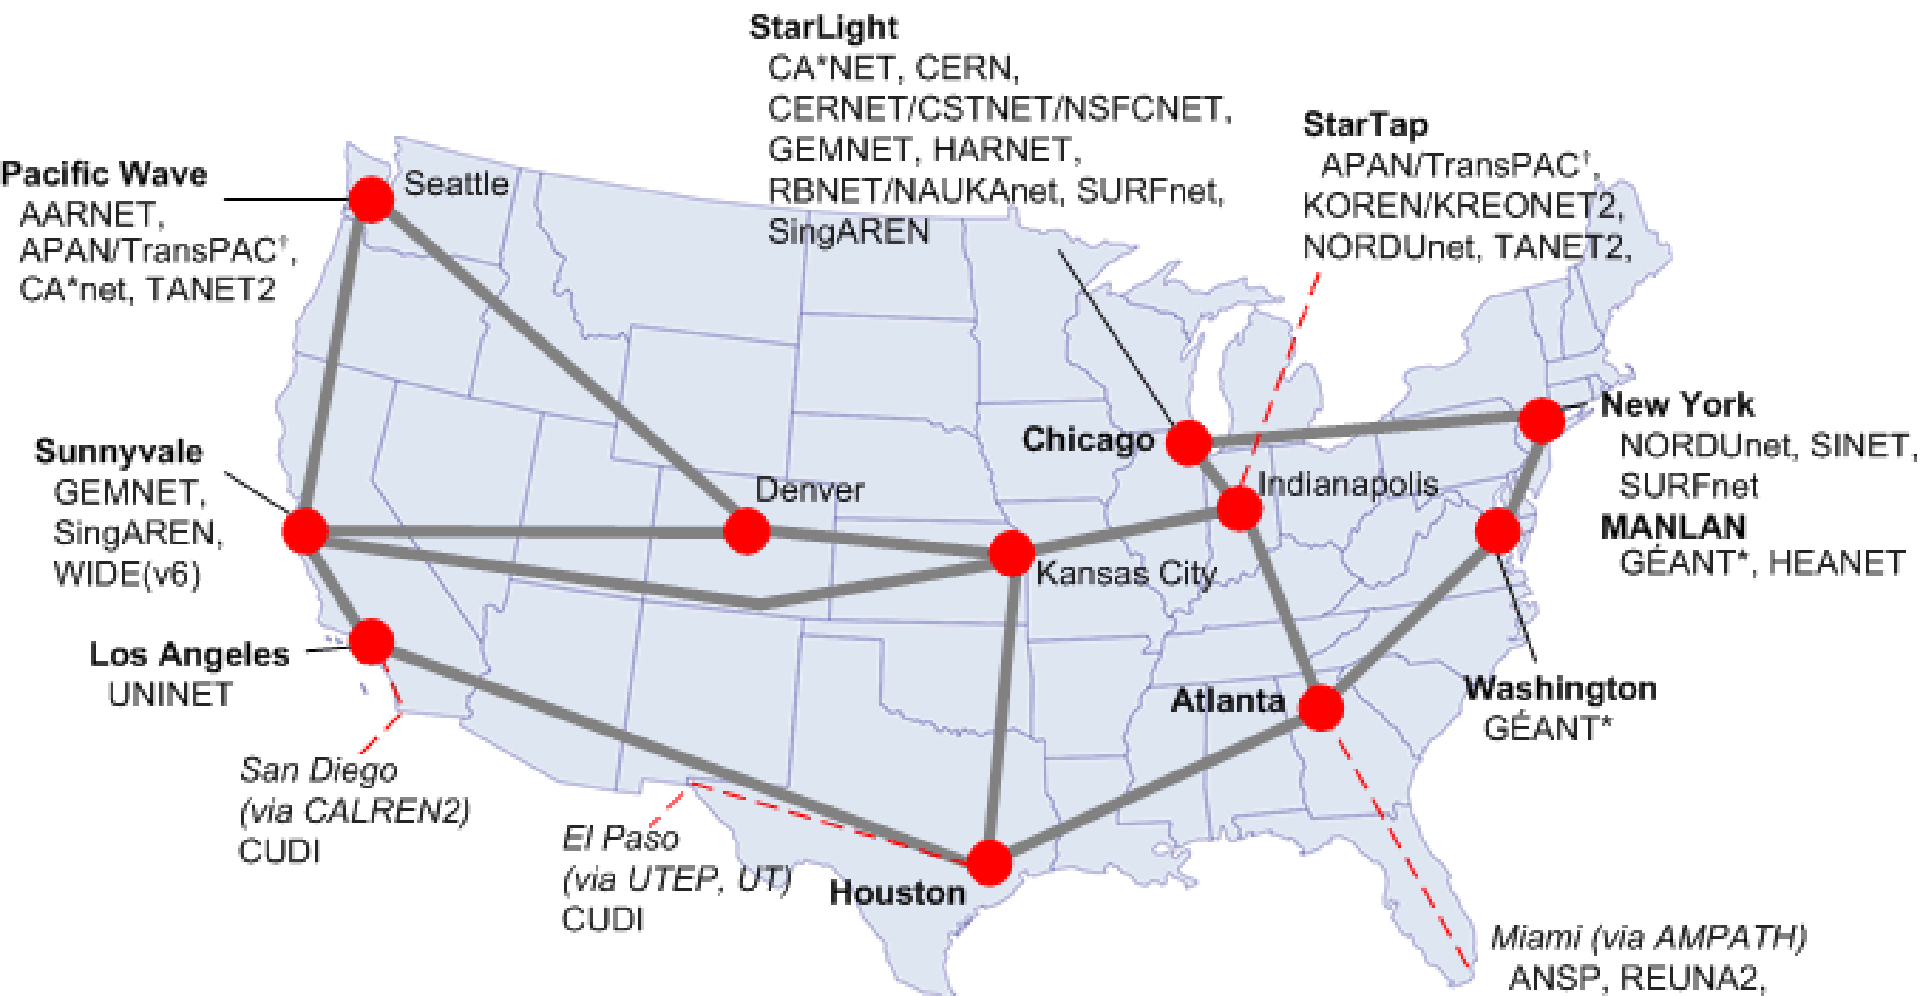 StarLight
CA*NET, CERN,
CERNET/CSTNET/NSFCNET,
GEMNET, HARNET,
RBNET/NAUKAnet, SURFnet,
SingAREN
StarTap
APAN/TransPAC†,
KOREN/KREONET2,
NORDUnet, TANET2,
Pacific Wave
AARNET,
APAN/TransPAC†,
CA*net, TANET2
Seattle
Sunnyvale
GEMNET,
SingAREN,
WIDE(v6)
Denver
Kansas City
Chicago
Indianapolis
New York
NORDUnet, SINET,
SURFnet
MANLAN
GÉANT*, HEANET
Los Angeles
UNINET
Atlanta
Washington
GÉANT*
San Diego
(via CALREN2)
CUDI
El Paso
(via UTEP, UT)
CUDI
Houston
Miami (via AMPATH)
ANSP, REUNA2,